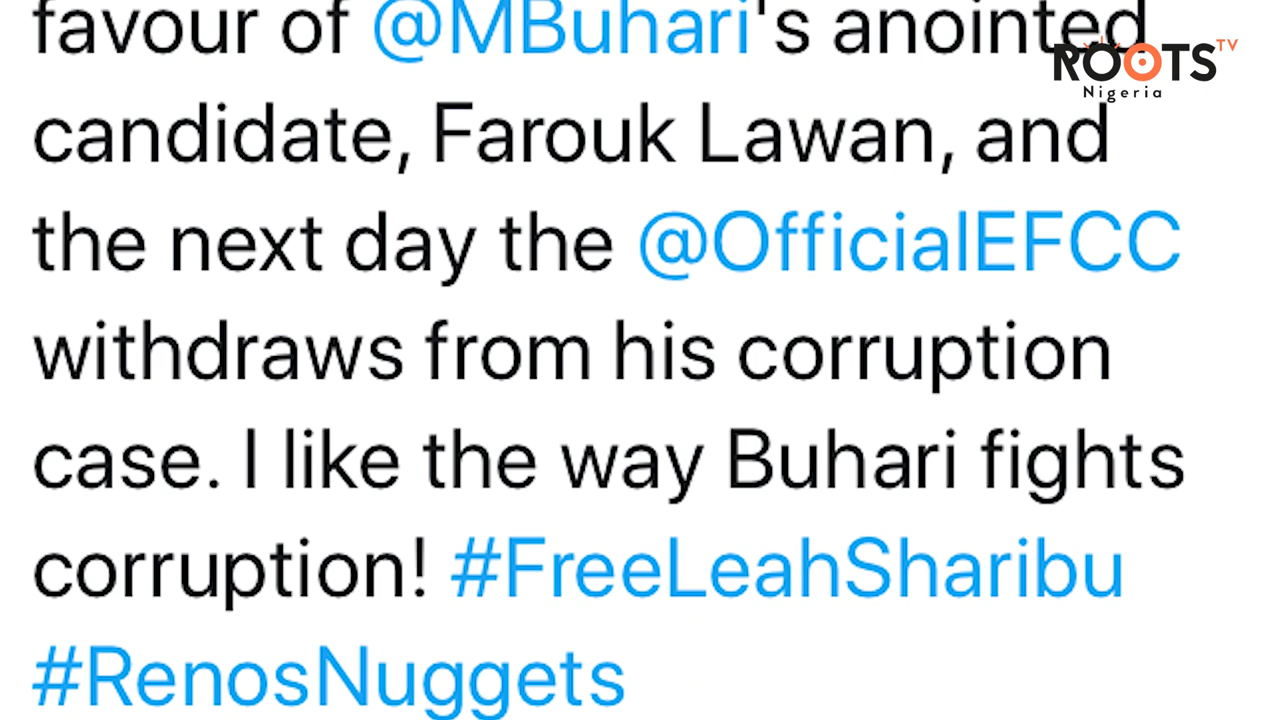 favour of @MBuhari's anointed
ROOTS TV
Nigeria
candidate, Farouk Lawan, and
the next day the @OfficialEFCC
withdraws from his corruption
case. I like the way Buhari fights
corruption! #FreeLeahSharibu
#RenosNuggets